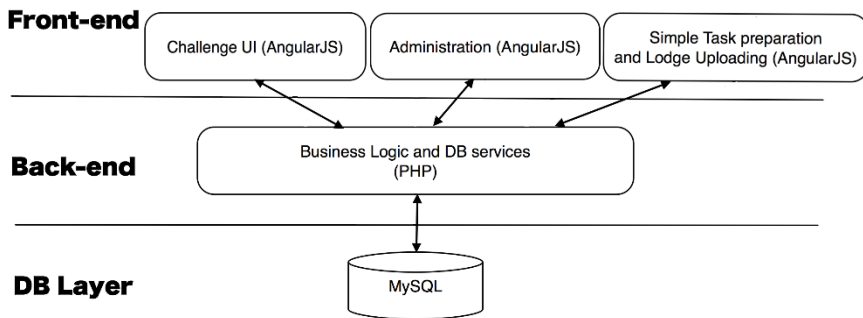 Front-end
Challenge UI (AngularJS)
Administration (AngularJS)
Simple Task preparation
and Lodge Uploading (AngularJS)
Back-end
Business Logic and DB services
(PHP)
DB Layer
MySQL